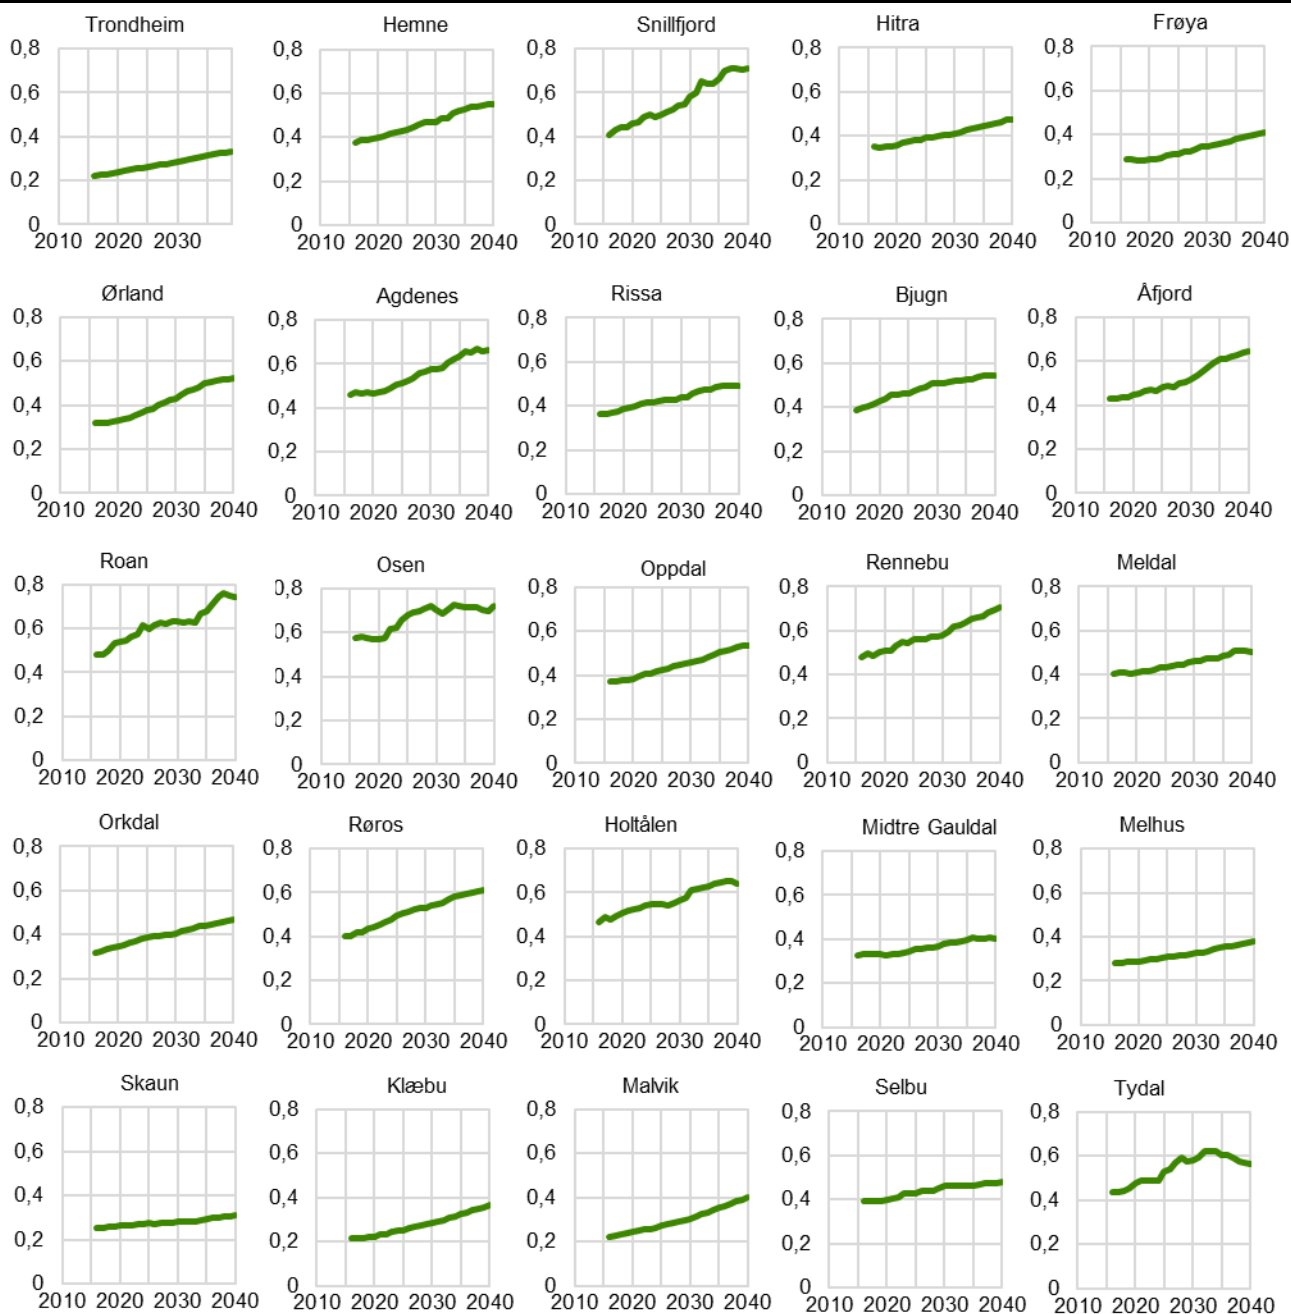 Trondheim Hemne Snillfjord Hitra Frøya
0,8 0,8 0,8 0,8 0,8
0,6 0,6 0,6 0,6 0,6
0,4 0,4 0,4 0,4 0,4
0,2 0,2 0,2 0,2 0,2
0 0 0 0 0
2010 2020 2030 2010 2020 2030 2040 2010 2020 2030 2040 2010 2020 2030 2040 2010 2020 2030 2040
Ørland Agdenes Rissa Bjugn Åfjord
0,8 0,8 0,8 0,8 0,8
0,6 0,6 0,6 0,6 0,6
0,4 0,4 0,4 0,4 0,4
0,2 0,2 0,2 0,2 0,2
0 0 0 0 0
2010 2020 2030 2040 2010 2020 2030 2040 2010 2020 2030 2040 2010 2020 2030 2040 2010 2020 2030 2040
Roan Osen Oppdal Rennebu Meldal
0,8 0,8 0,8 0,8 0,8
0,6 0,6 0,6 0,6 0,6
0,4 0,4 0,4 0,4 0,4
0,2 0,2 0,2 0,2 0,2
0 0 0 0 0
2010 2020 2030 2040 2010 2020 2030 2040 2010 2020 2030 2040 2010 2020 2030 2040 2010 2020 2030 2040
Orkdal Røros Holtålen Midtre Gauldal Melhus
0,8 0,8 0,8 0,8 0,8
0,6 0,6 0,6 0,6 0,6
0,4 0,4 0,4 0,4 0,4
0,2 0,2 0,2 0,2 0,2
0 0 0 0 0
2010 2020 2030 2040 2010 2020 2030 2040 2010 2020 2030 2040 2010 2020 2030 2040 2010 2020 2030 2040
Skaun Klæbu Malvik Selbu Tydal
0,8 0,8 0,8 0,8 0,8
0,6 0,6 0,6 0,6 0,6
0,4 0,4 0,4 0,4 0,4
0,2 0,2 0,2 0,2 0,2
0 0 0 0 0
2010 2020 2030 2040 2010 2020 2030 2040 2010 2020 2030 2040 2010 2020 2030 2040 2010 2020 2030 2040